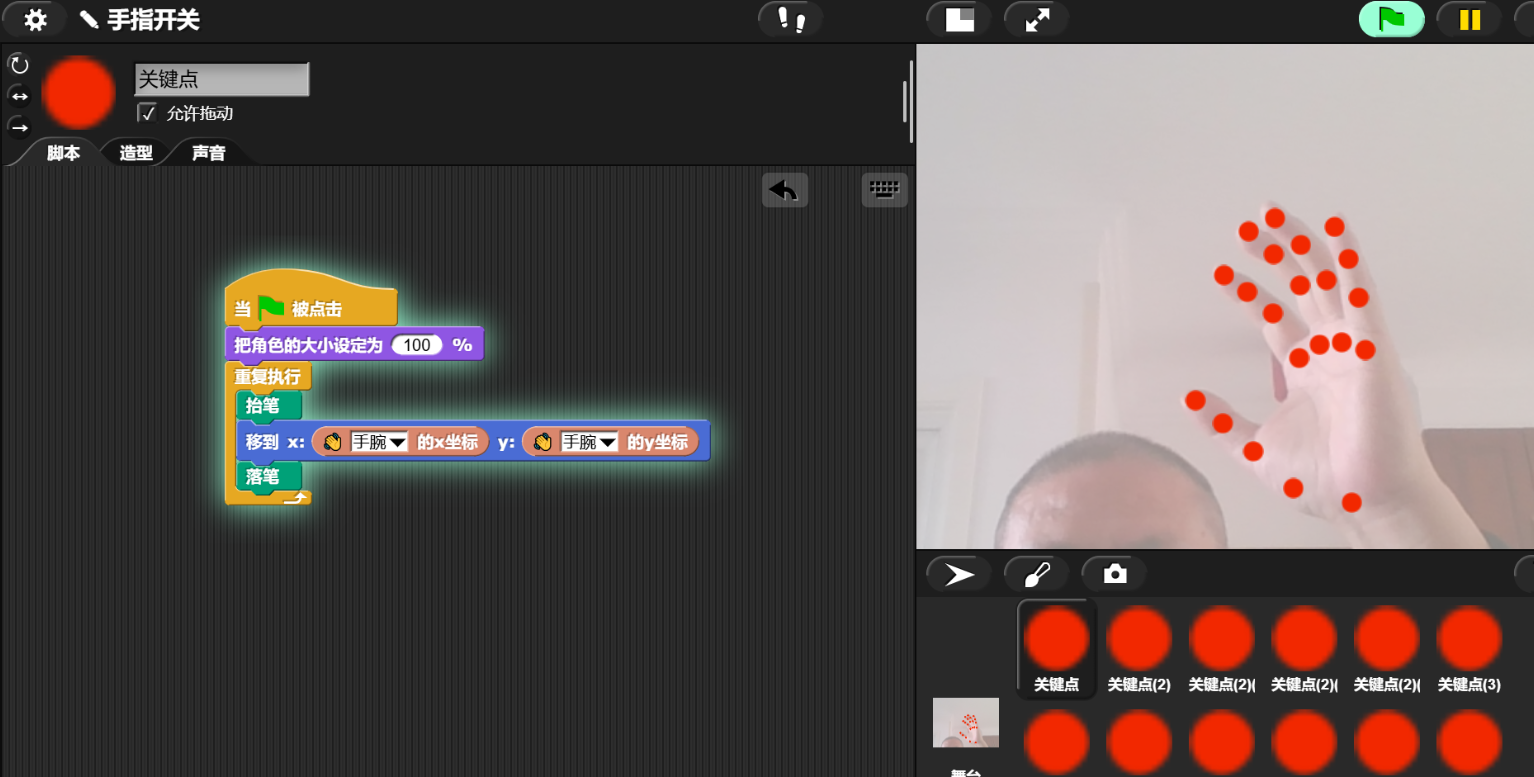 手指开关
关键点
允许拖动
脚本 造型 声音
当 被点击
把角色的大小设定为 100 %
重复执行
抬笔
移到 x: 手腕 的x坐标 y: 手腕 的y坐标
落笔
关键点 关键点(2) 关键点(2)( 关键点(2)( 关键点(2)( 关键点(3)
舞台